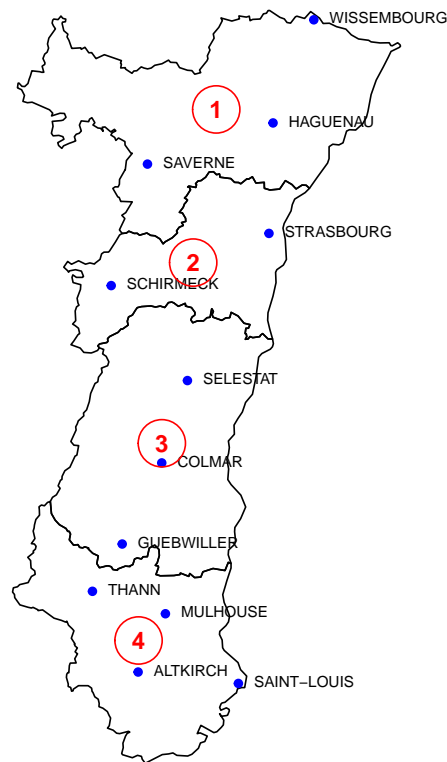 WISSEMBOURG
1
HAGUENAU
SAVERNE
STRASBOURG
2
SCHIRMECK
SELESTAT
3
COLMAR
GUEBWILLER
THANN
MULHOUSE
4
ALTKIRCH
SAINT−LOUIS